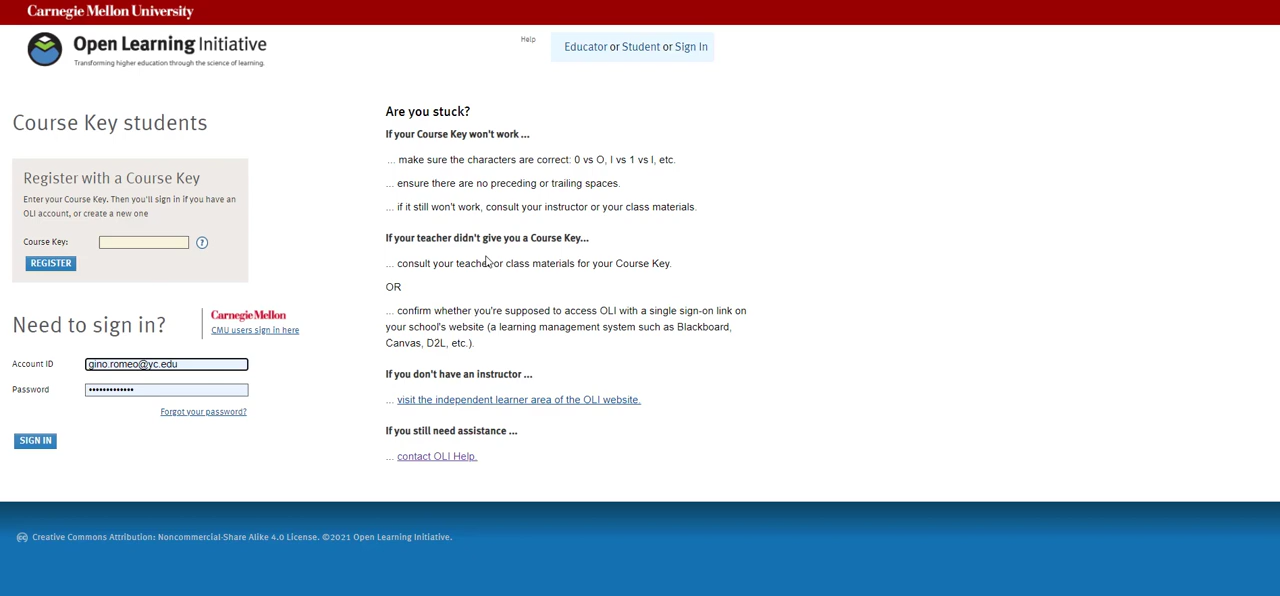 Carnegie Mellon University
Open Learning Initiative
Transforming higher education through the science of learning.
Help
Educator or Student or Sign In
Course Key students
Register with a Course Key
Enter your Course Key. Then you'll sign in if you have an
OLI account, or create a new one
Course Key:
?
REGISTER
Need to sign in?
Carnegie Mellon
CMU users sign in here
Account ID
gino.romeo@yc.edu
Password
•••••••••••••
Forgot your password?
SIGN IN
Are you stuck?
If your Course Key won't work ...
... make sure the characters are correct: 0 vs O, l vs 1 vs I, etc.
... ensure there are no preceding or trailing spaces.
... if it still won't work, consult your instructor or your class materials.
If your teacher didn't give you a Course Key...
... consult your teacher or class materials for your Course Key.
OR
... confirm whether you're supposed to access OLI with a single sign-on link on
your school's website (a learning management system such as Blackboard,
Canvas, D2L, etc.).
If you don't have an instructor ...
... visit the independent learner area of the OLI website.
If you still need assistance ...
... contact OLI Help.
cc Creative Commons Attribution: Noncommercial-Share Alike 4.0 License. ©2021 Open Learning Initiative.